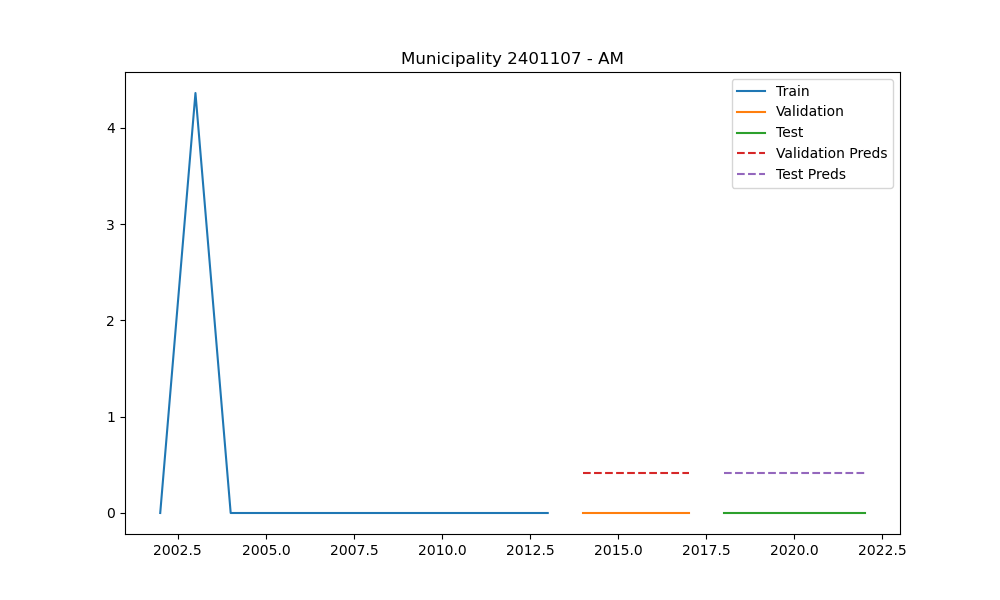 Municipality 2401107 - AM
Train
Validation
Test
Validation Preds
Test Preds
4
3
2
1
0
2002.5 2005.0 2007.5 2010.0 2012.5 2015.0 2017.5 2020.0 2022.5